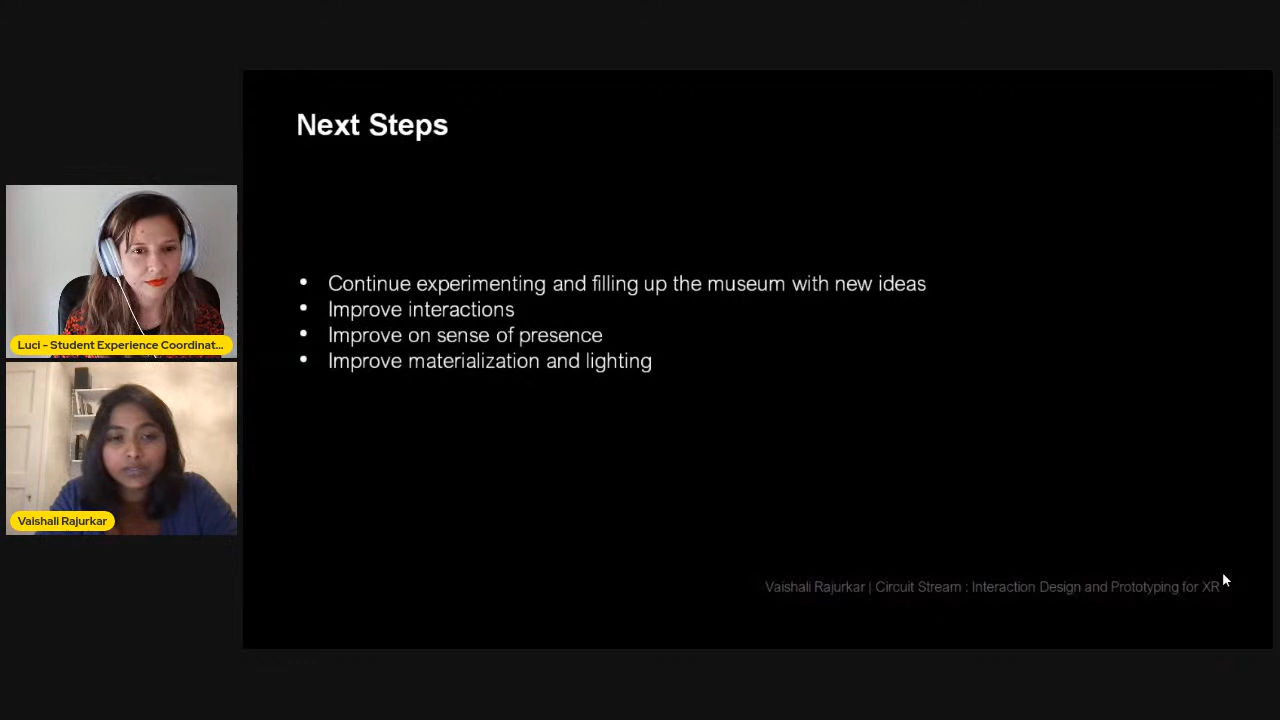 Next Steps
• Continue experimenting and filling up the museum with new ideas
• Improve interactions
• Improve on sense of presence
• Improve materialization and lighting
Luci - Student Experience Coordinat...
Vaishali Rajurkar
Vaishali Rajurkar | Circuit Stream : Interaction Design and Prototyping for XR